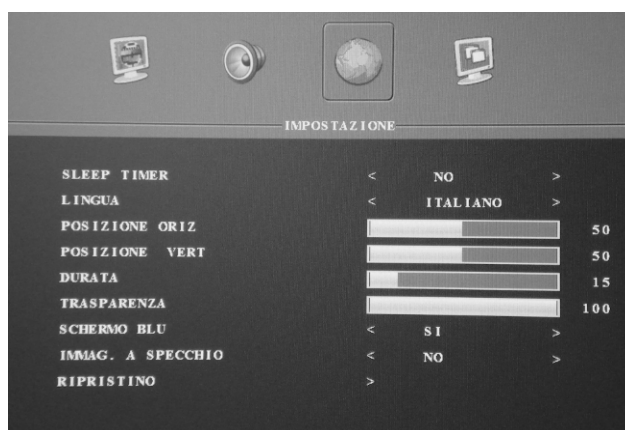 IMPOSTAZIONE
SLEEP TIMER < NO >
LINGUA < ITALIANO >
POSIZIONE ORIZ 50
POSIZIONE VERT 50
DURATA 15
TRASPARENZA 100
SCHERMO BLU < SI >
IMMAG. A SPECCHIO < NO >
RIPRISTINO >